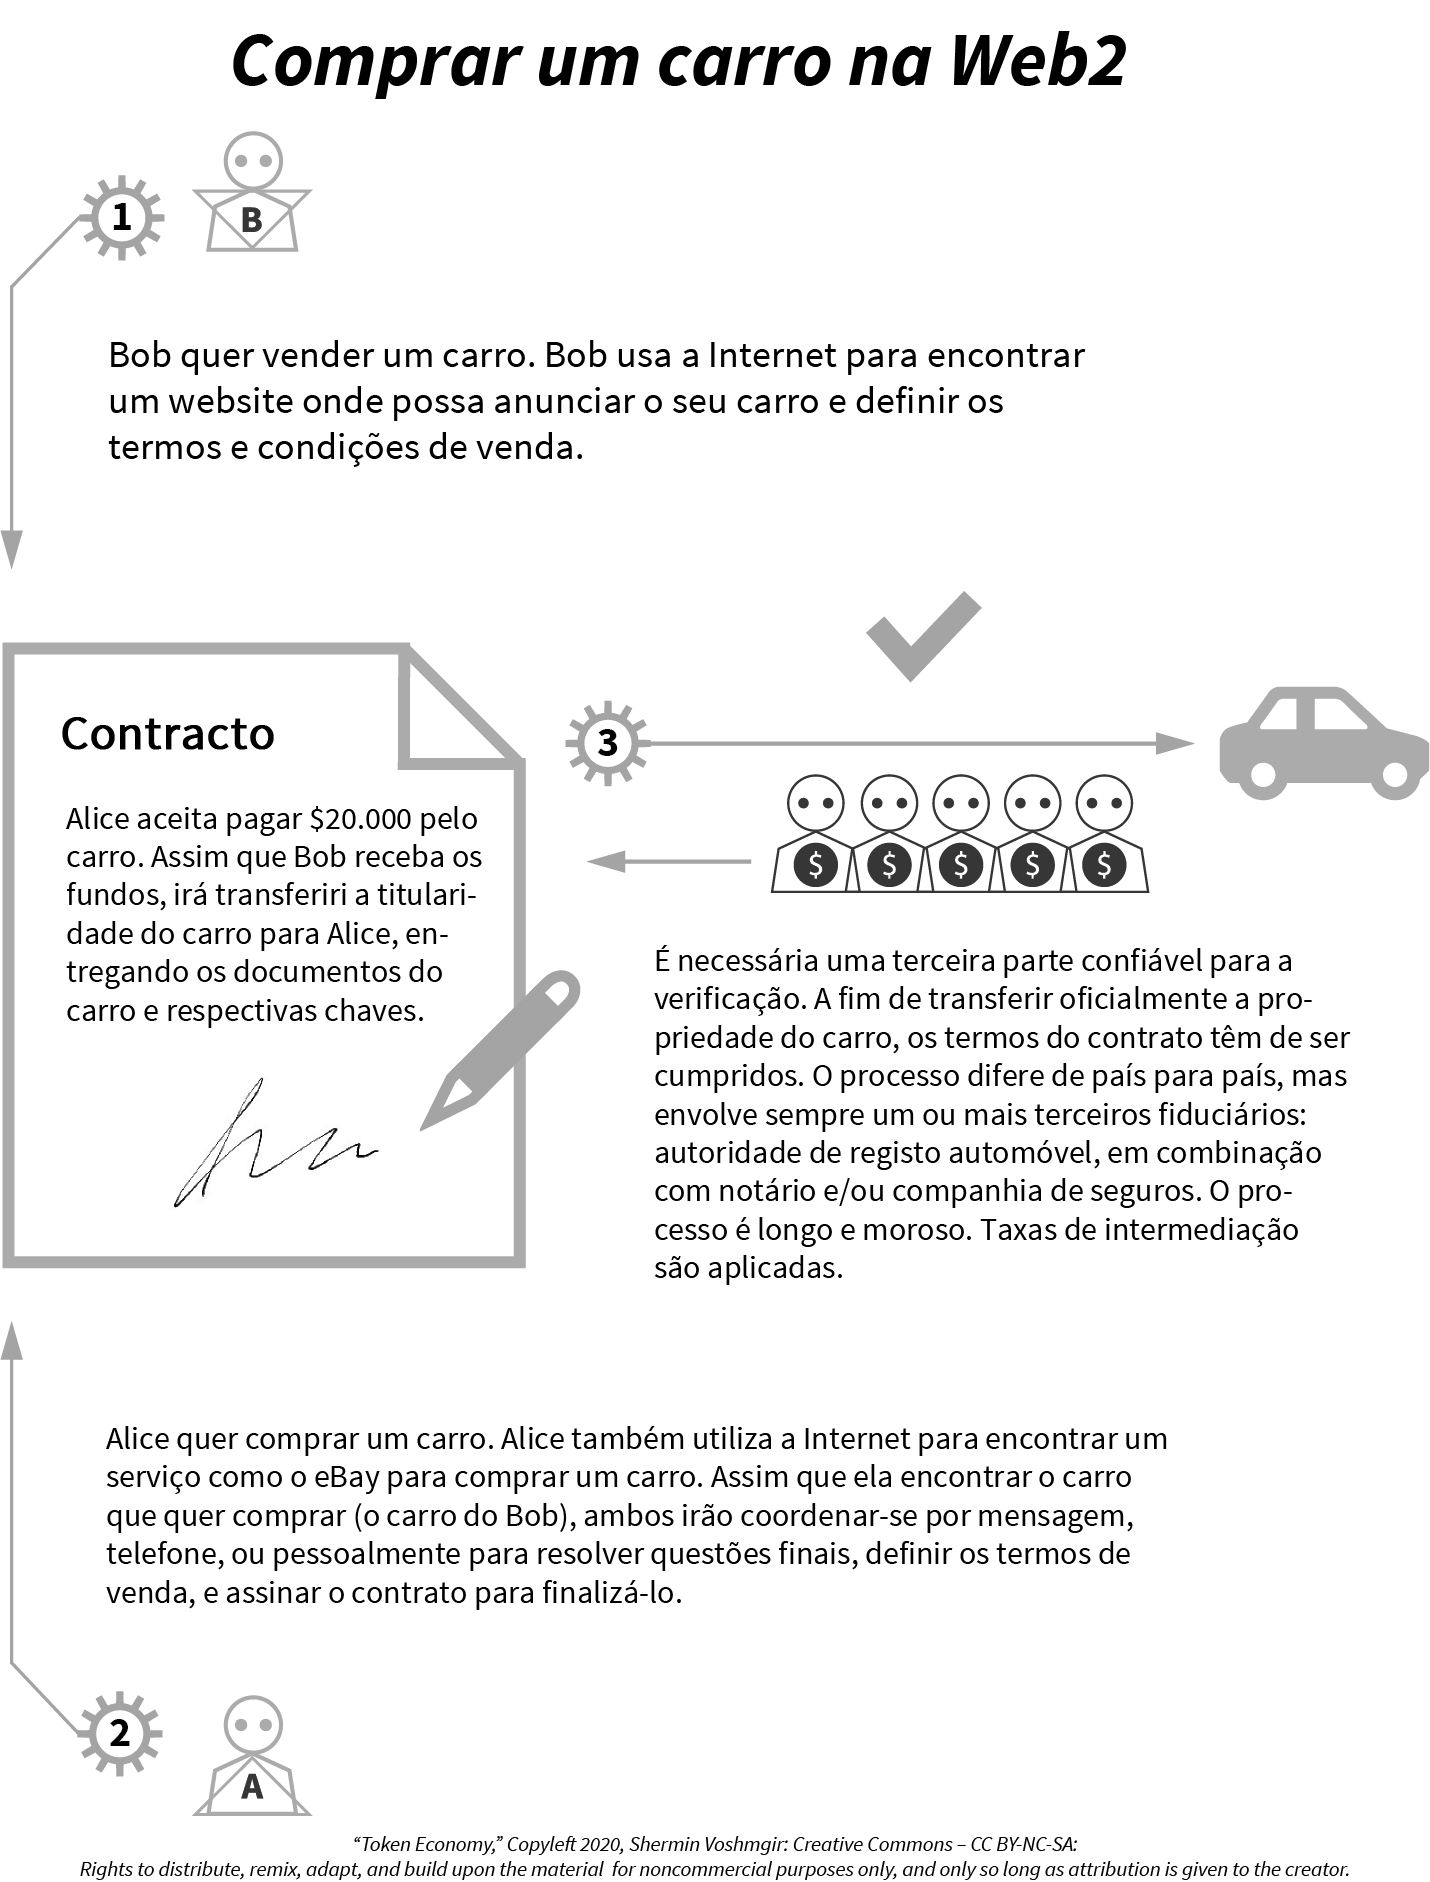 Comprar um carro na Web2
1
B
Bob quer vender um carro. Bob usa a Internet para encontrar
um website onde possa anunciar o seu carro e definir os
termos e condições de venda.
Contracto
Alice aceita pagar $20.000 pelo
carro. Assim que Bob receba os
fundos, irá transferiri a titulari-
dade do carro para Alice, en-
tregando os documentos do
carro e respectivas chaves.
3
$ $ $ $ $
É necessária uma terceira parte confiável para a
verificação. A fim de transferir oficialmente a pro-
priedade do carro, os termos do contrato têm de ser
cumpridos. O processo difere de país para país, mas
envolve sempre um ou mais terceiros fiduciários:
autoridade de registo automóvel, em combinação
com notário e/ou companhia de seguros. O pro-
cesso é longo e moroso. Taxas de intermediação
são aplicadas.
Alice quer comprar um carro. Alice também utiliza a Internet para encontrar um
serviço como o eBay para comprar um carro. Assim que ela encontrar o carro
que quer comprar (o carro do Bob), ambos irão coordenar-se por mensagem,
telefone, ou pessoalmente para resolver questões finais, definir os termos de
venda, e assinar o contrato para finalizá-lo.
2
A
“Token Economy,” Copyleft 2020, Shermin Voshmgir: Creative Commons – CC BY-NC-SA:
Rights to distribute, remix, adapt, and build upon the material for noncommercial purposes only, and only so long as attribution is given to the creator.